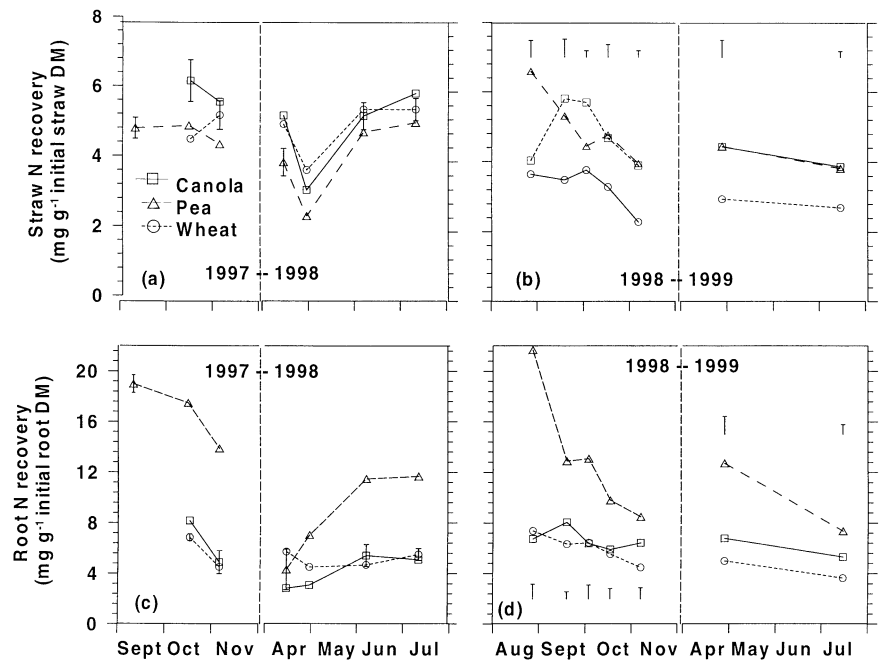 8
6
4
2
0
Straw N recovery
(mg g⁻¹ initial straw DM)
Canola
Pea
Wheat
(a)
1997 -- 1998
(b)
1998 -- 1999
20
16
12
8
4
0
Root N recovery
(mg g⁻¹ initial root DM)
1997 -- 1998
(c)
1998 -- 1999
(d)
Sept Oct Nov Apr May Jun Jul
Aug Sep Oct Nov Apr May Jun Jul